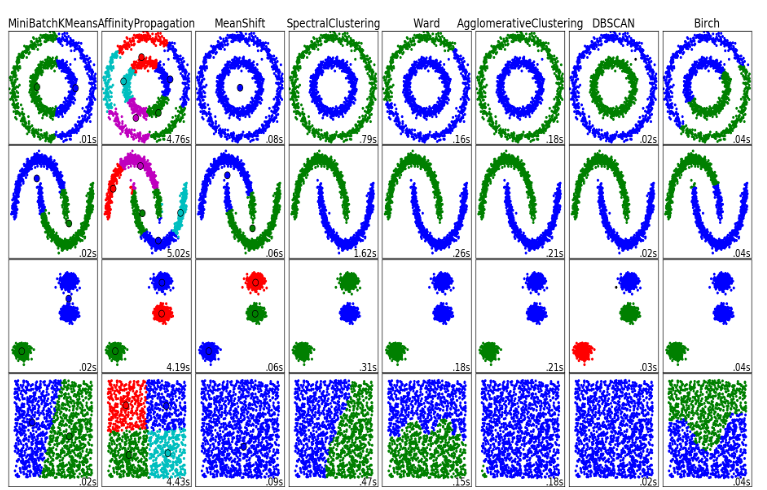 MiniBatchKMeans AffinityPropagation MeanShift SpectralClustering Ward AgglomerativeClustering DBSCAN Birch
.01s 4.76s .08s .79s .16s .18s .02s .04s
.02s 5.02s .06s 1.62s .26s .21s .02s .04s
.02s 4.19s .06s .31s .18s .21s .03s .04s
.02s 4.43s .09s .47s .15s .18s .02s .04s